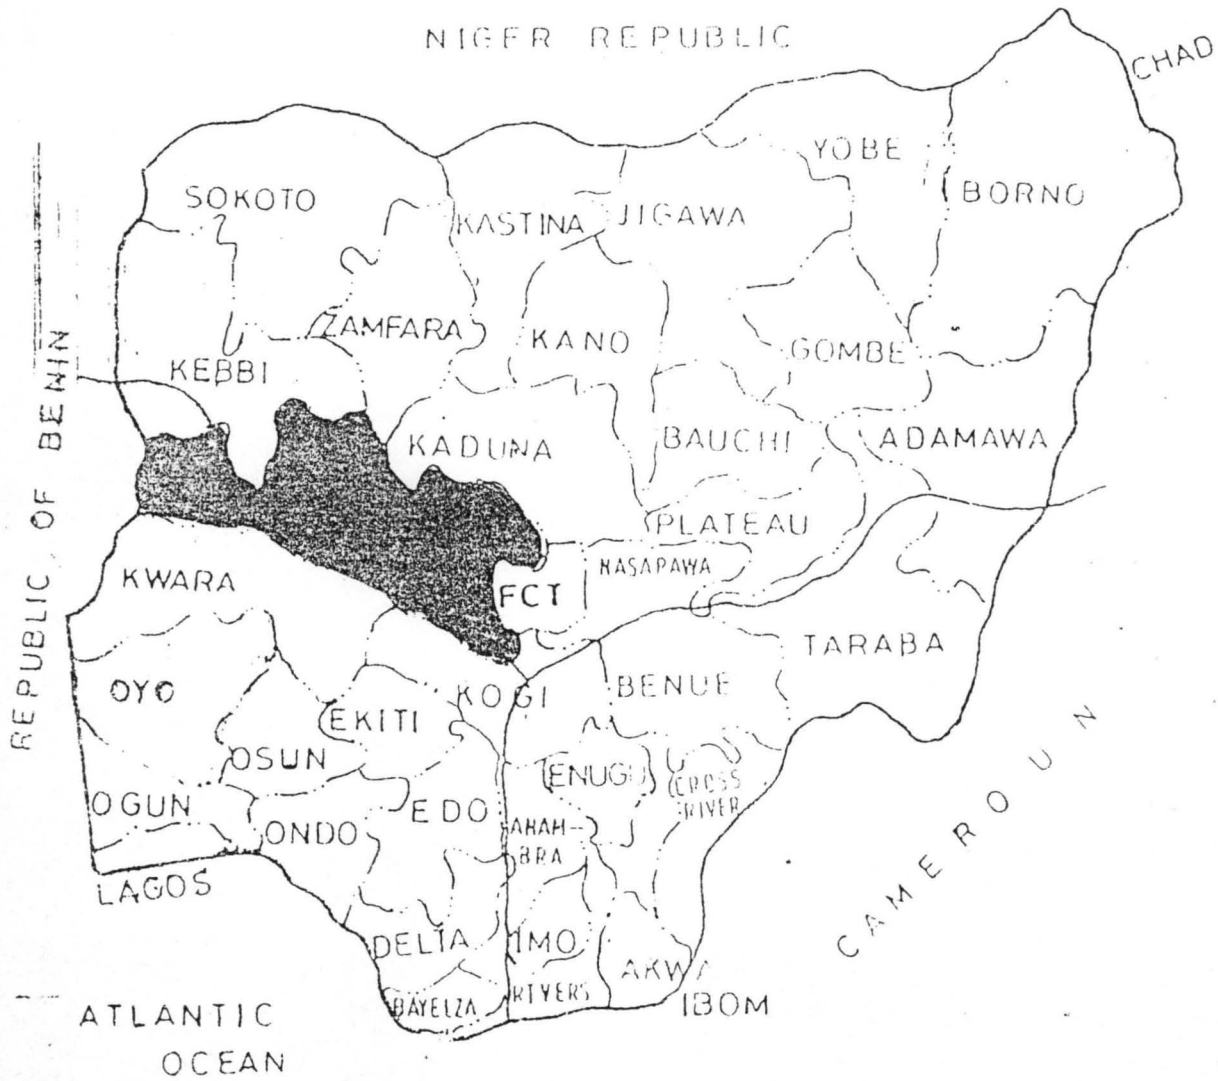 NIGER REPUBLIC
CHAD
YOBE
BORNO
SOKOTO
KASTINA
JIGAWA
ZAMFARA
KANO
GOMBE
KEBBI
REPUBLIC OF BENIN
KADUNA
BAUCHI
ADAMAWA
PLATEAU
NASAPAWA
KWARA
FCT
TARABA
OYO
KOGI
BENUE
EKITI
OSUN
ENUGU
CROSS
RIVER
OGUN
ONDO
EDO
ANAM-
BRA
LAGOS
DELTA
IMO
AKWA
IBOM
BAYELZA
RIVERS
CAMEROUN
ATLANTIC
OCEAN